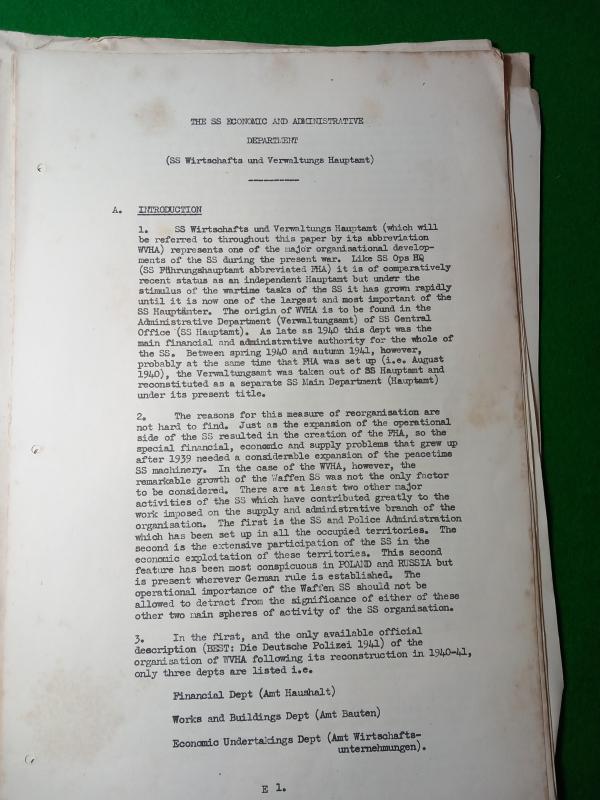 THE SS ECONOMIC AND ADMINISTRATIVE
DEPARTMENT
(SS Wirtschafts und Verwaltungs Hauptamt)
A. INTRODUCTION
1. SS Wirtschafts und Verwaltungs Hauptamt (which will
be referred to throughout this paper by its abbreviation
WVHA) represents one of the major organisational develop-
ments of the SS during the present war. Like SS Ops HQ
(SS Führungshauptamt abbreviated FHA) it is of comparatively
recent status as an independent Hauptamt but under the
stimulus of the wartime tasks of the SS it has grown rapidly
until it is now one of the largest and most important of the
SS Hauptämter. The origin of WVHA is to be found in the
Administrative Department (Verwaltungsamt) of SS Central
Office (SS Hauptamt). As late as 1940 this dept was the
main financial and administrative authority for the whole of
the SS. Between spring 1940 and autumn 1941, however,
probably at the same time that FHA was set up (i.e. August
1940), the Verwaltungsamt was taken out of SS Hauptamt and
reconstituted as a separate SS Main Department (Hauptamt)
under its present title.
2. The reasons for this measure of reorganisation are
not hard to find. Just as the expansion of the operational
side of the SS resulted in the creation of the FHA, so the
special financial, economic and supply problems that grew up
after 1939 needed a considerable expansion of the peacetime
SS machinery. In the case of the WVHA, however, the
remarkable growth of the Waffen SS was not the only factor
to be considered. There are at least two other major
activities of the SS which have contributed greatly to the
work imposed on the supply and administrative branch of the
organisation. The first is the SS and Police Administration
which has been set up in all the occupied territories. The
second is the extensive participation of the SS in the
economic exploitation of these territories. This second
feature has been most conspicuous in POLAND and RUSSIA but
is present wherever German rule is established. The
operational importance of the Waffen SS should not be
allowed to detract from the significance of either of these
other two main spheres of activity of the SS organisation.
3. In the first, and the only available official
description (BEST: Die Deutsche Polizei 1941) of the
organisation of WVHA following its reconstruction in 1940-41,
only three depts are listed i.e.
Financial Dept (Amt Haushalt)
Works and Buildings Dept (Amt Bauten)
Economic Undertakings Dept (Amt Wirtschafts-
unternehmungen).
E 1.